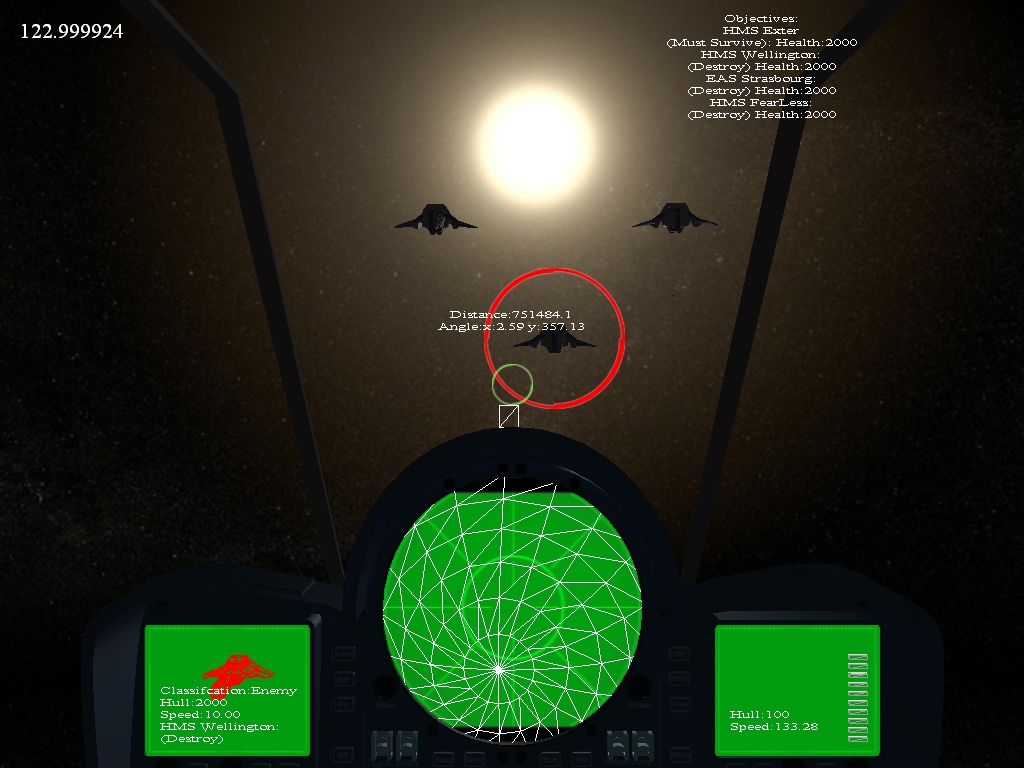 122.999924
Objectives:
HMS Exter
(Must Survive): Health:2000
HMS Wellington:
(Destroy) Health:2000
EAS Strasbourg:
(Destroy) Health:2000
HMS FearLess:
(Destroy) Health:2000
Distance:751484.1
Angle:x:2.59 y:357.13
Classifcation:Enemy
Hull:2000
Speed:10.00
HMS Wellington:
(Destroy)
Hull:100
Speed:133.28